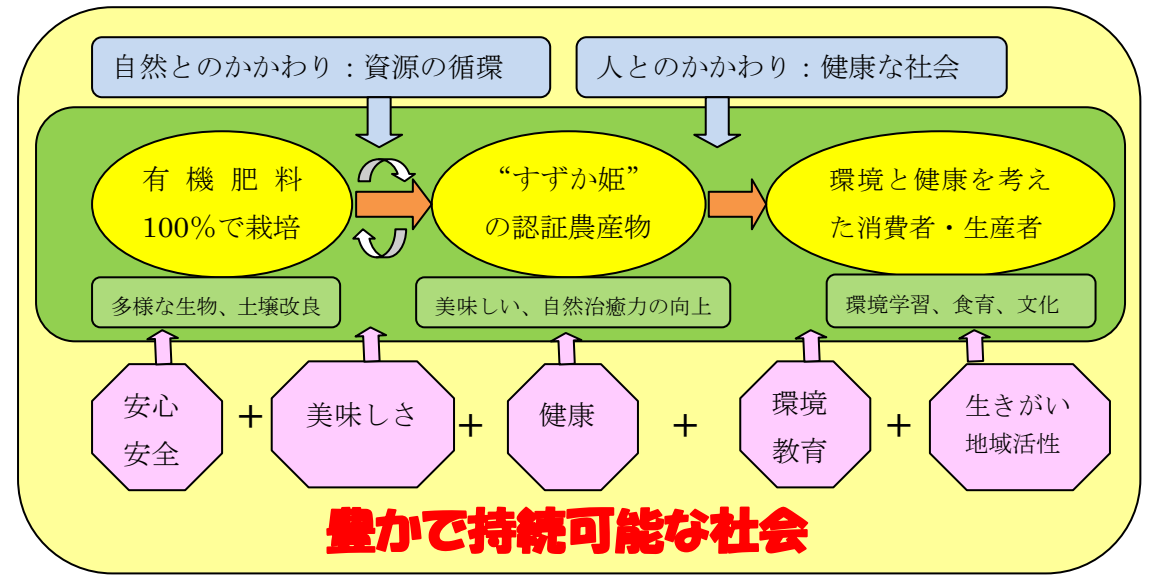 自然とのかかわり：資源の循環
人とのかかわり：健康な社会
有機肥料
100％で栽培
“すずか姫”
の認証農産物
環境と健康を考え
た消費者・生産者
多様な生物、土壌改良
美味しい、自然治癒力の向上
環境学習、食育、文化
安心
安全
＋
美味しさ
＋
健康
＋
環境
教育
＋
生きがい
地域活性
豊かで持続可能な社会